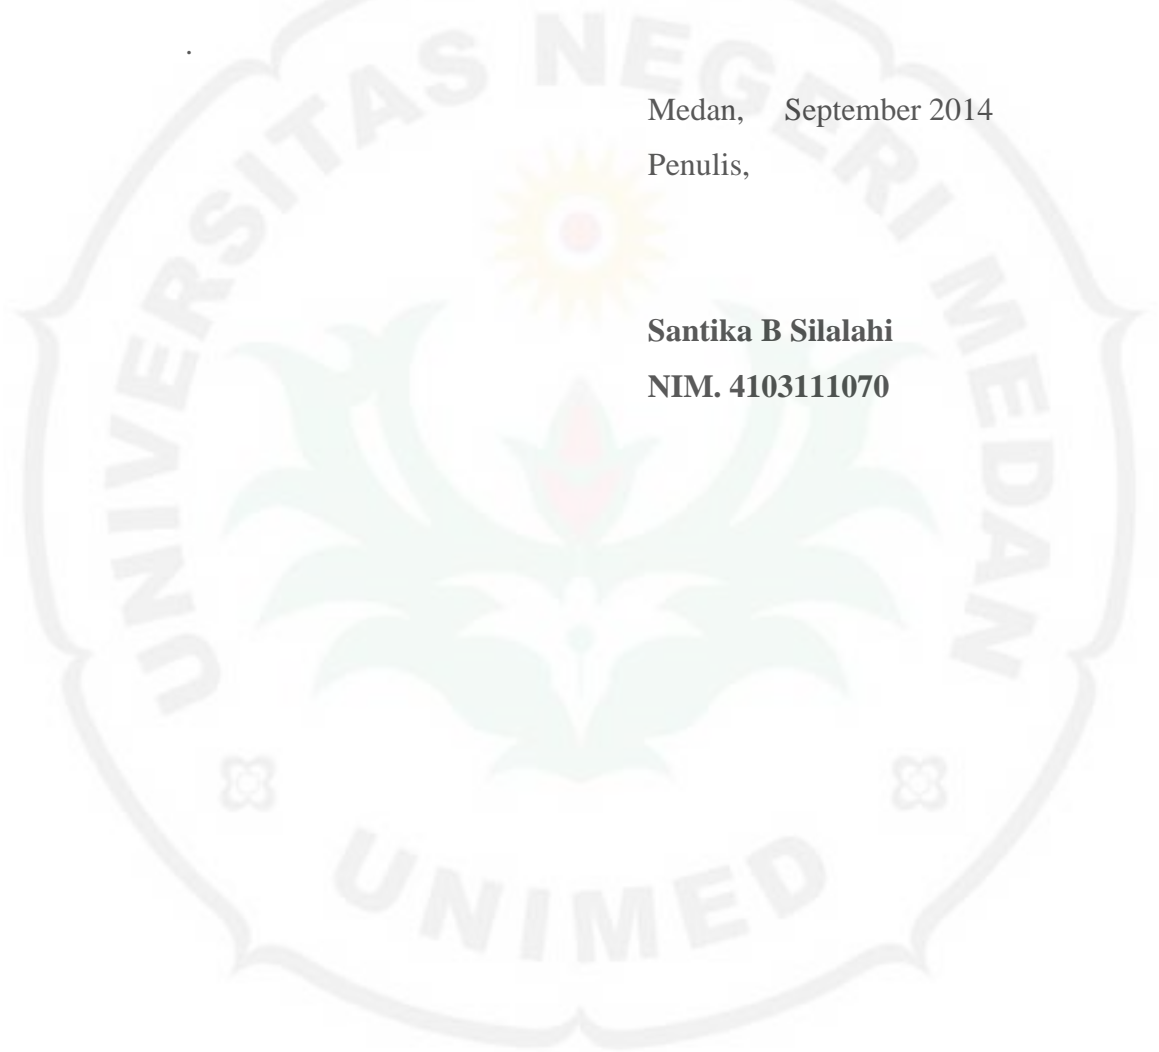 .
Medan, September 2014
Penulis,
Santika B Silalahi
NIM. 4103111070
UNIVERSITAS NEGERI MEDAN
UNIMED